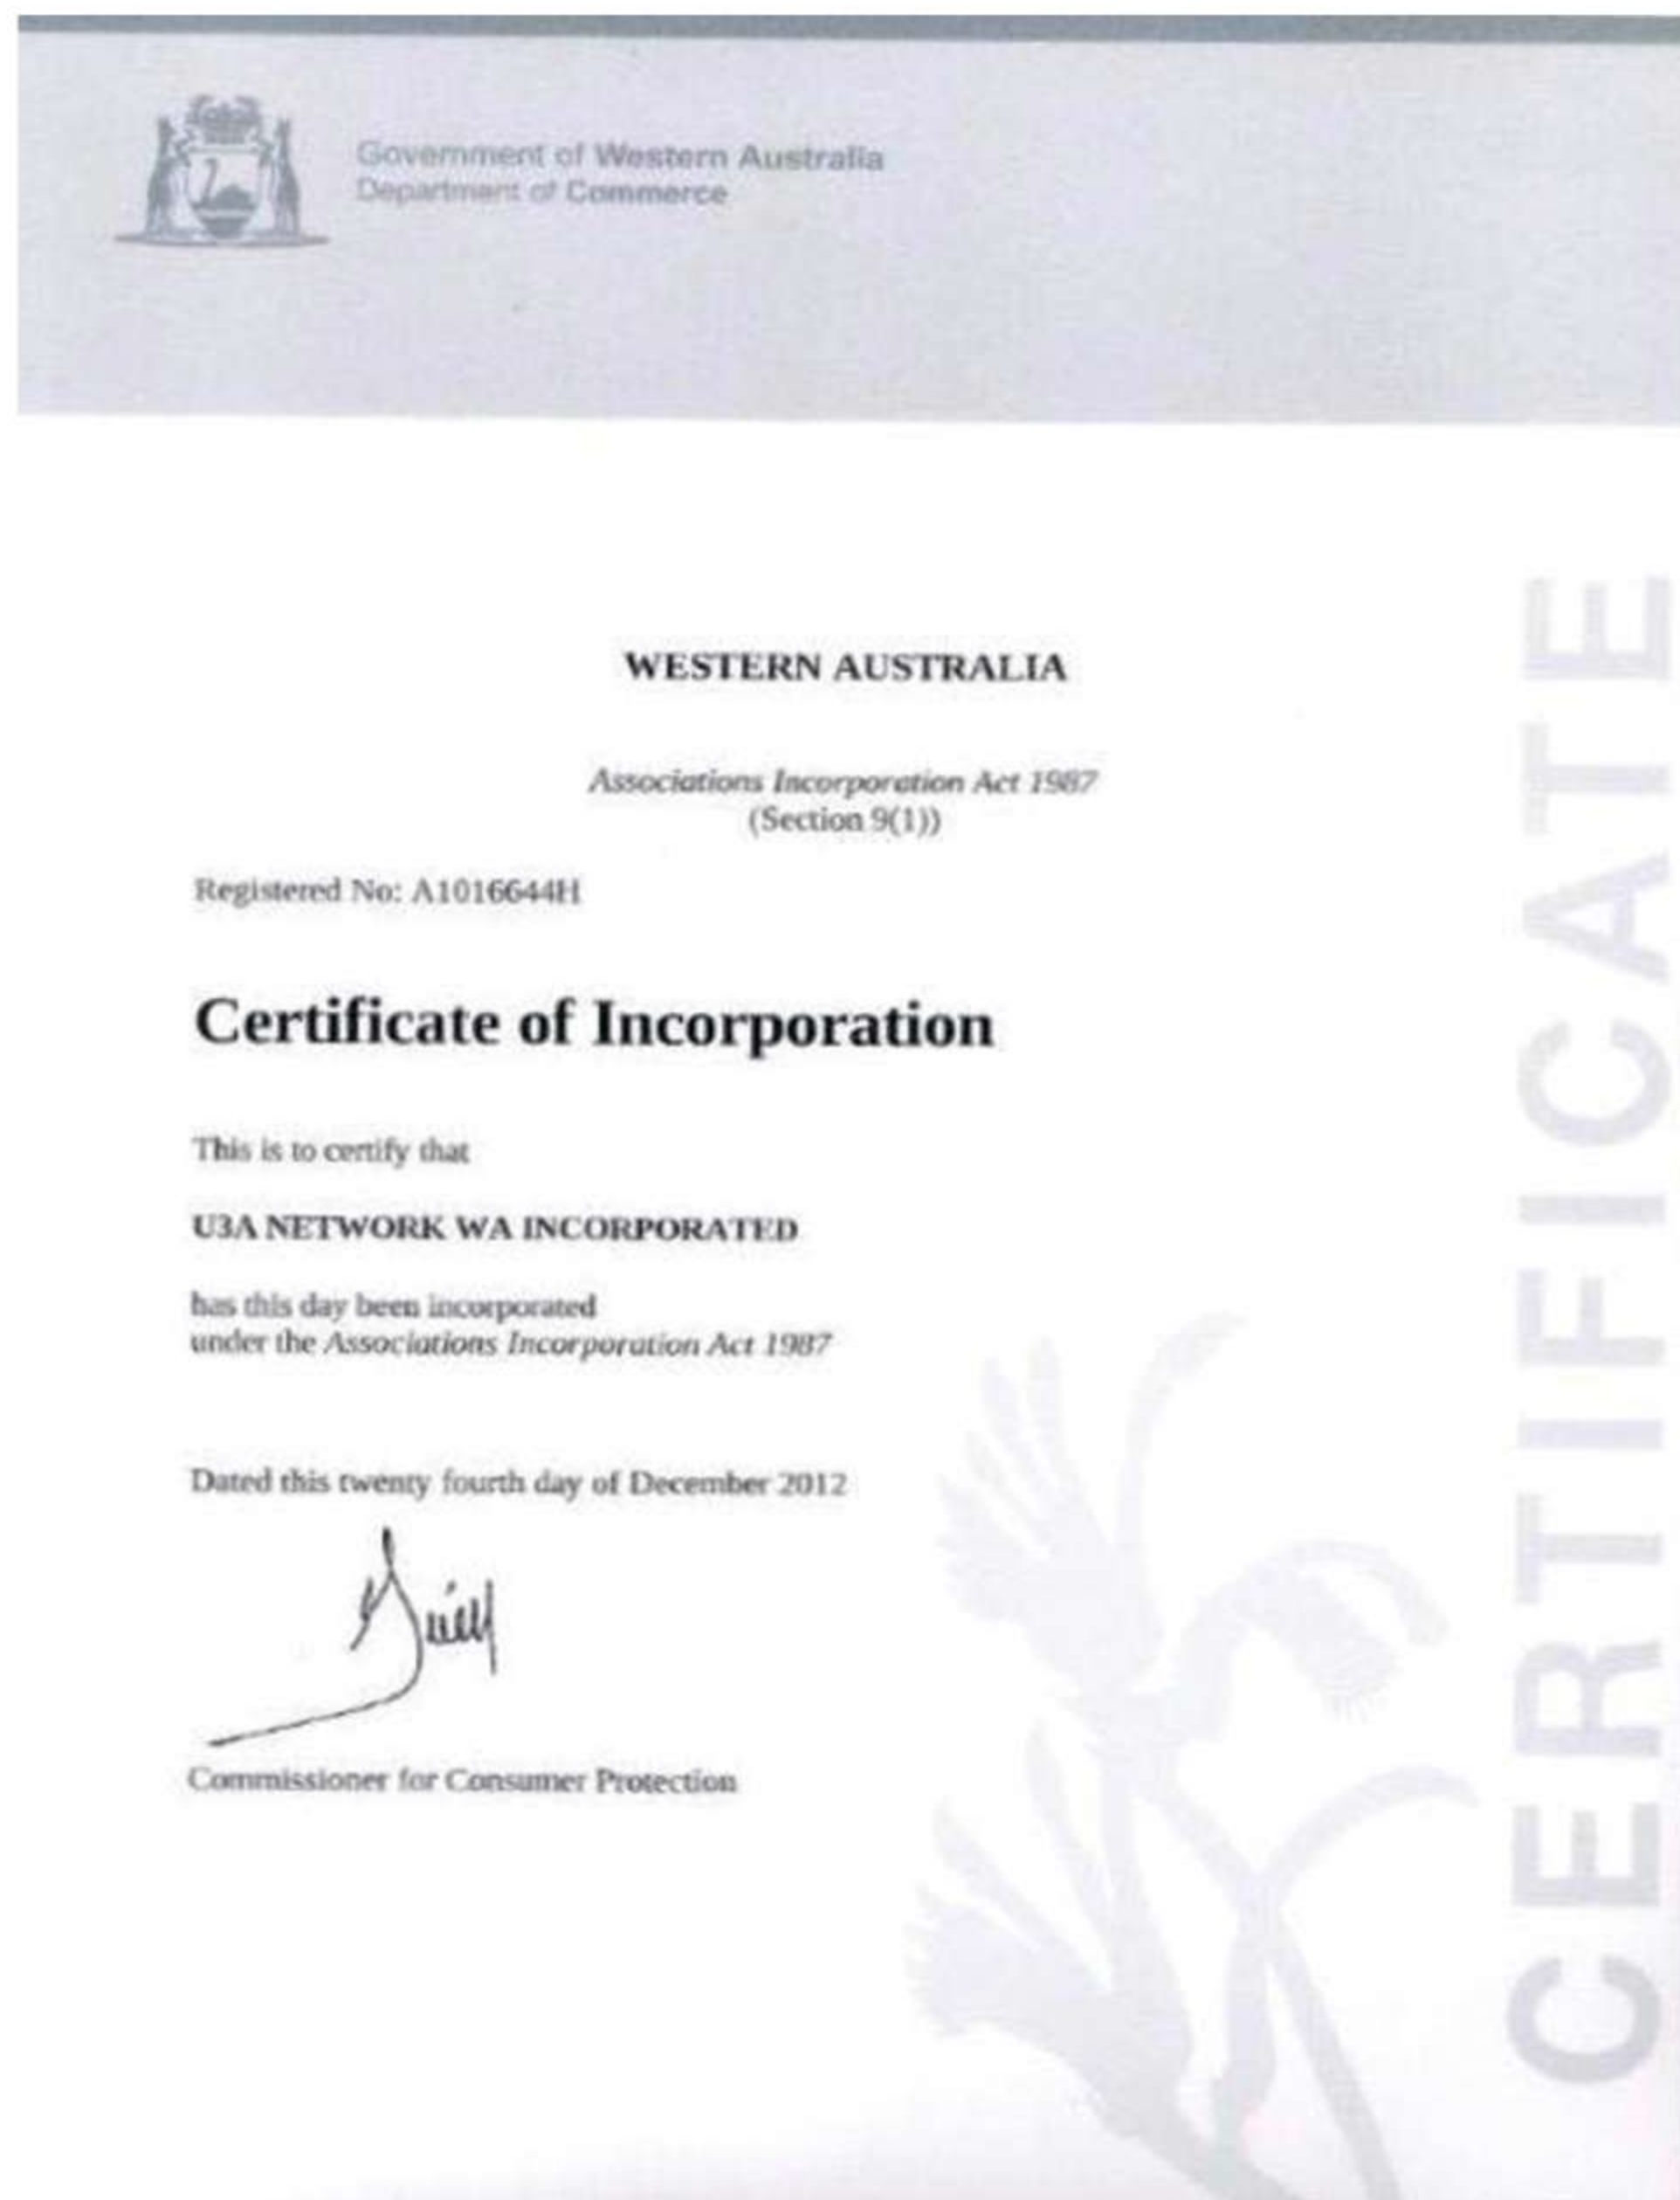 Government of Western Australia
Department of Commerce
WESTERN AUSTRALIA
Associations Incorporation Act 1987
(Section 9(1))
Registered No: A1016644H
Certificate of Incorporation
This is to certify that
U3A NETWORK WA INCORPORATED
has this day been incorporated
under the Associations Incorporation Act 1987
Dated this twenty fourth day of December 2012
Commissioner for Consumer Protection
CERTIFICATE